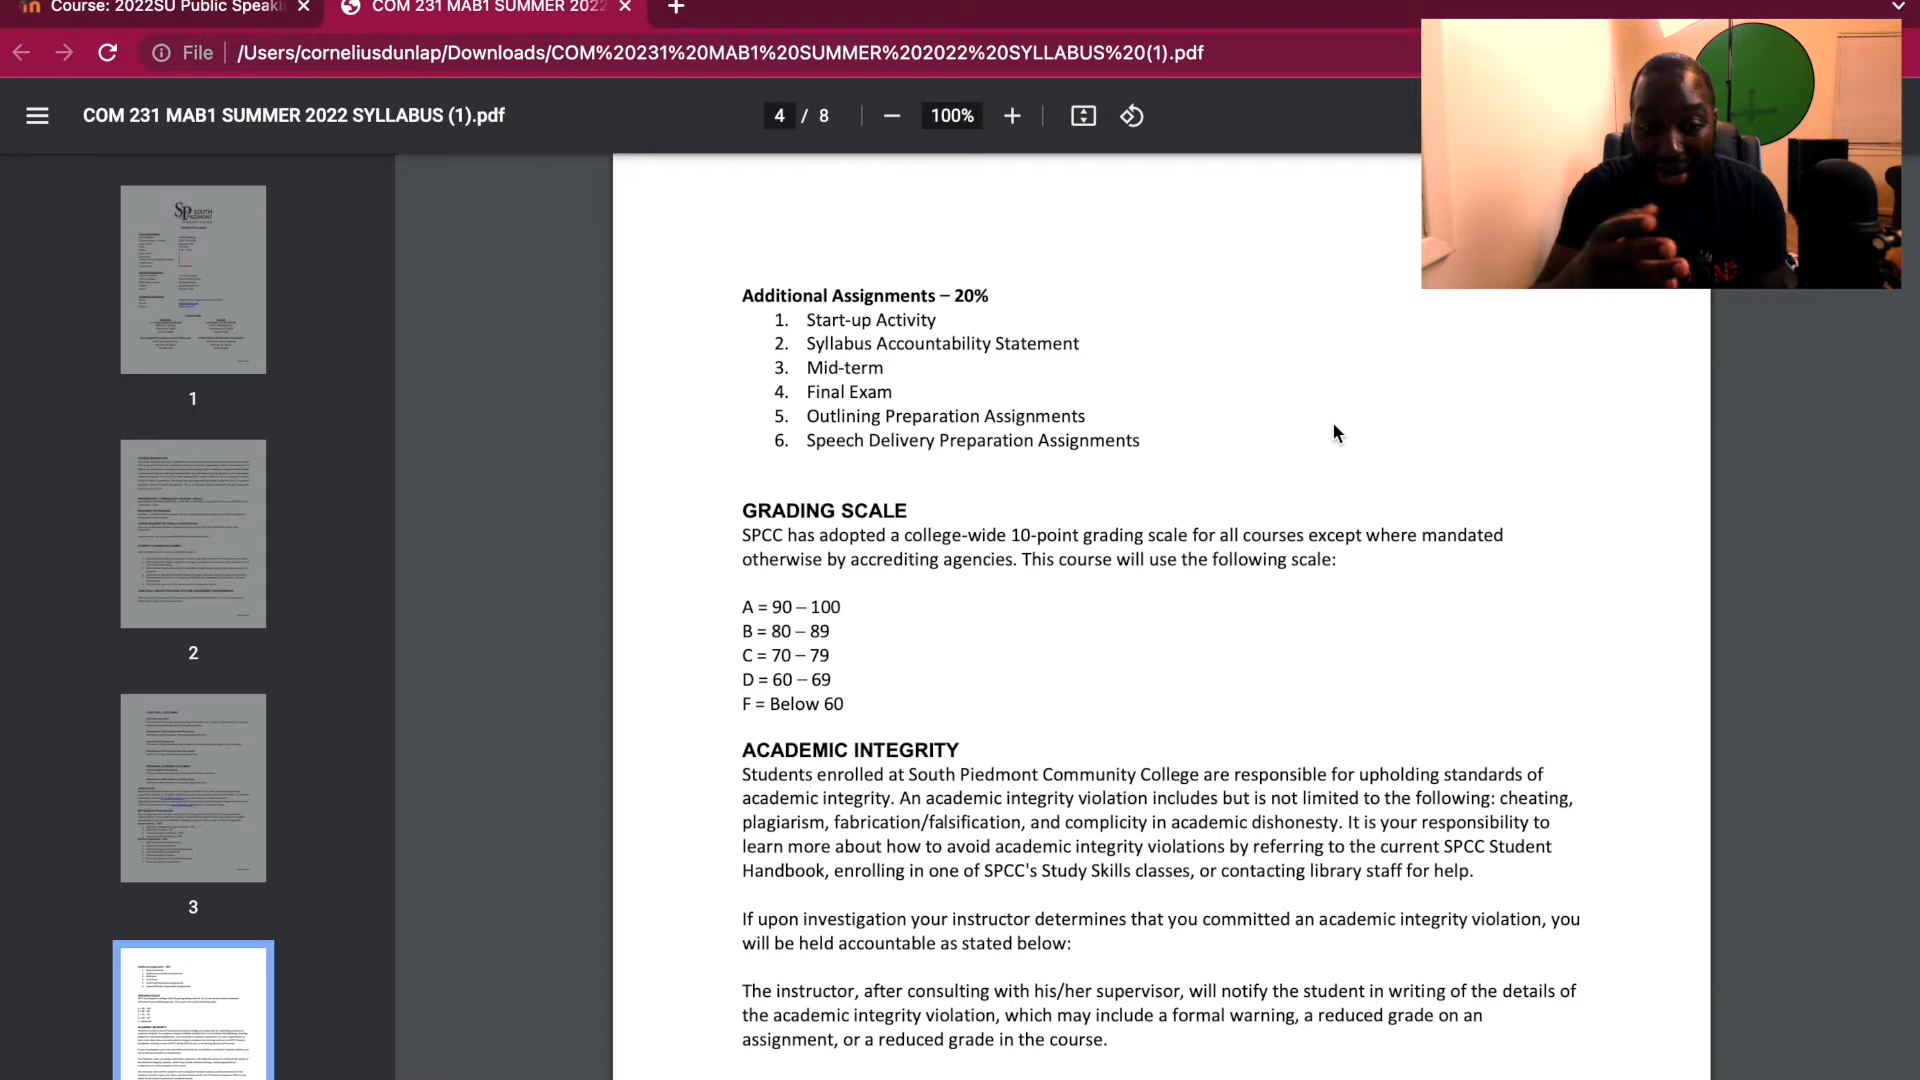 Course: 2022SU Public Speaki
COM 231 MAB1 SUMMER 2022
File
/Users/corneliusdunlap/Downloads/COM%20231%20MAB1%20SUMMER%202022%20SYLLABUS%20(1).pdf
COM 231 MAB1 SUMMER 2022 SYLLABUS (1).pdf
4 / 8
100%
SP SOUTH
PIEDMONT
1
2
3
Additional Assignments – 20%
1. Start-up Activity
2. Syllabus Accountability Statement
3. Mid-term
4. Final Exam
5. Outlining Preparation Assignments
6. Speech Delivery Preparation Assignments
GRADING SCALE
SPCC has adopted a college-wide 10-point grading scale for all courses except where mandated
otherwise by accrediting agencies. This course will use the following scale:
A = 90 – 100
B = 80 – 89
C = 70 – 79
D = 60 – 69
F = Below 60
ACADEMIC INTEGRITY
Students enrolled at South Piedmont Community College are responsible for upholding standards of
academic integrity. An academic integrity violation includes but is not limited to the following: cheating,
plagiarism, fabrication/falsification, and complicity in academic dishonesty. It is your responsibility to
learn more about how to avoid academic integrity violations by referring to the current SPCC Student
Handbook, enrolling in one of SPCC's Study Skills classes, or contacting library staff for help.
If upon investigation your instructor determines that you committed an academic integrity violation, you
will be held accountable as stated below:
The instructor, after consulting with his/her supervisor, will notify the student in writing of the details of
the academic integrity violation, which may include a formal warning, a reduced grade on an
assignment, or a reduced grade in the course.